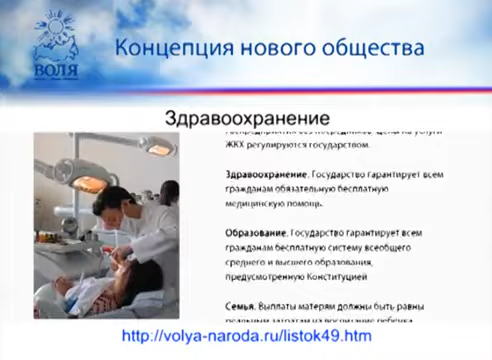 ВОЛЯ
Концепция нового общества
Здравоохранение
ЖКХ регулируются государством.
Здравоохранение. Государство гарантирует всем
гражданам обязательную бесплатную
медицинскую помощь.
Образование. Государство гарантирует всем
гражданам бесплатную систему всеобщего
среднего и высшего образования,
предусмотренную Конституцией
Семья. Выплаты матерям должны быть равны
http://volya-naroda.ru/listok49.htm